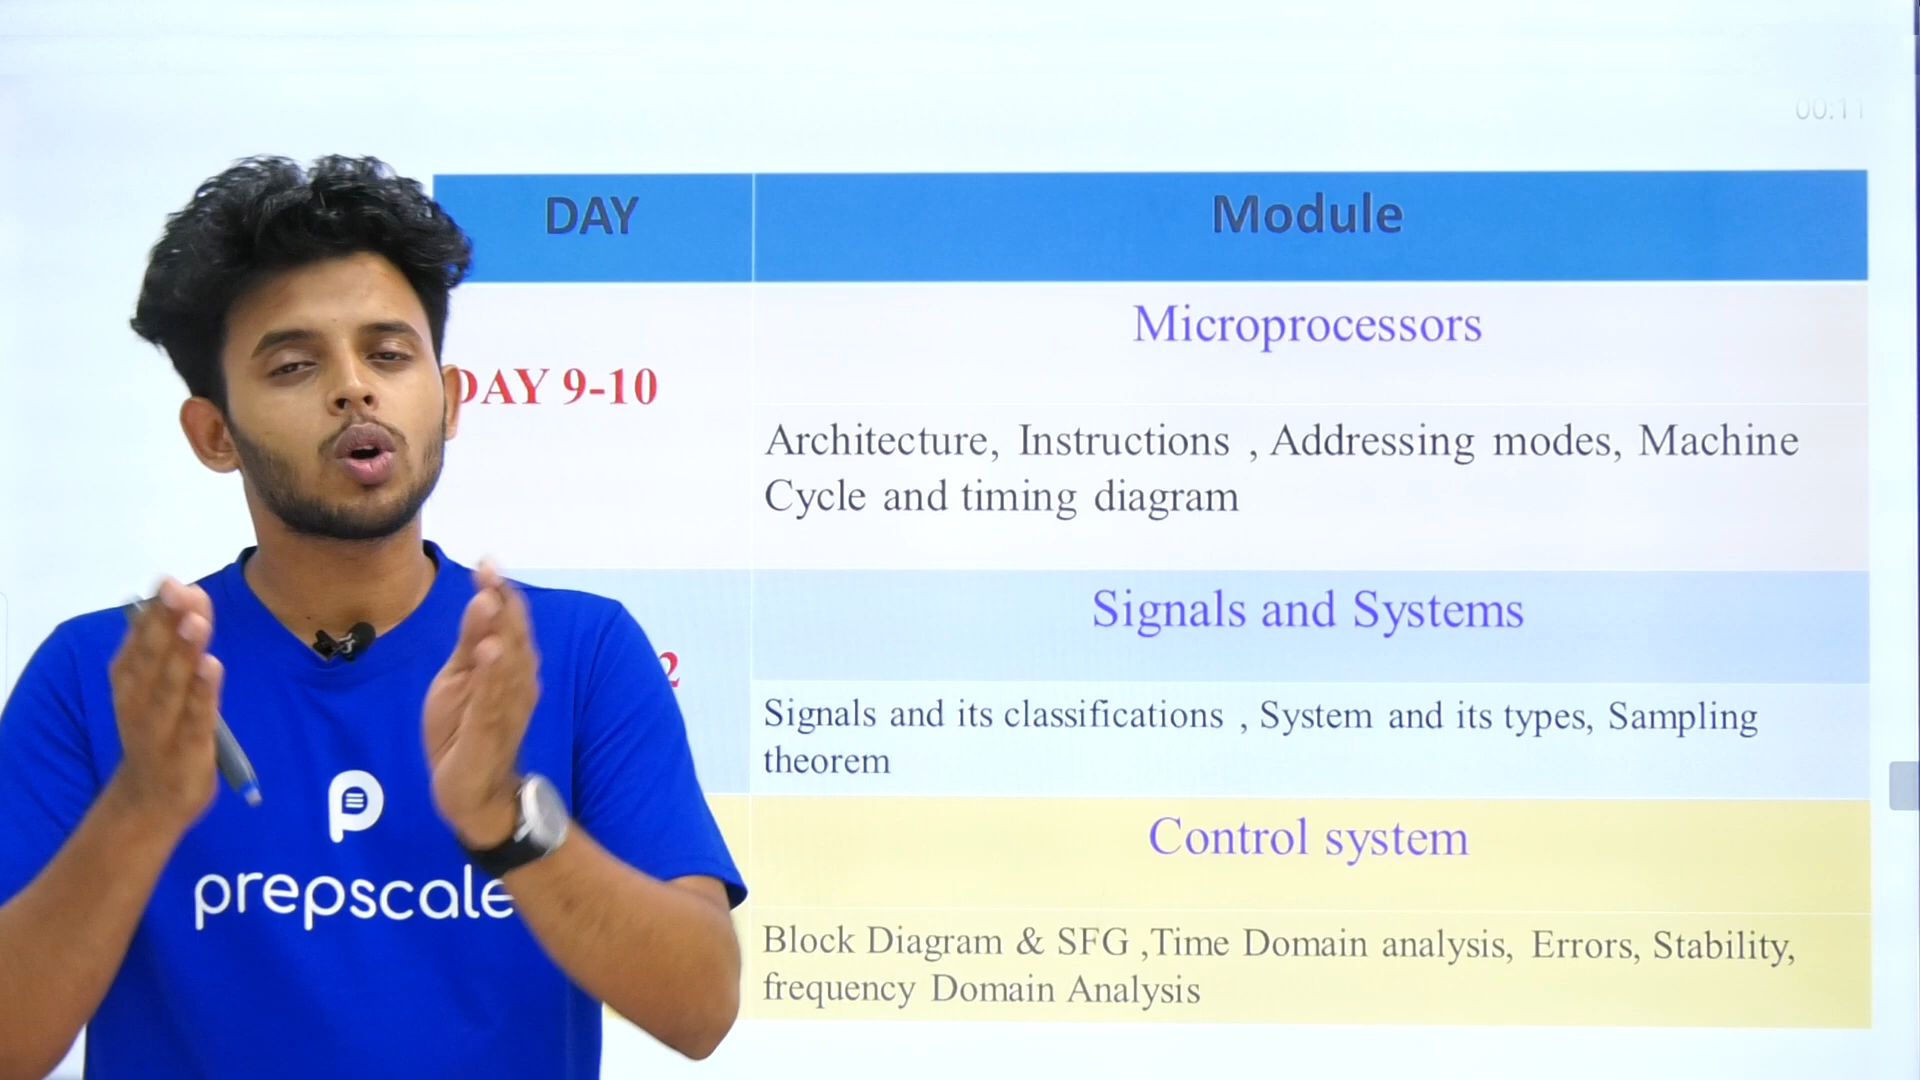 00:11
DAY
Module
Microprocessors
DAY 9-10
Architecture, Instructions , Addressing modes, Machine
Cycle and timing diagram
Signals and Systems
2
Signals and its classifications , System and its types, Sampling
theorem
Control system
Block Diagram & SFG ,Time Domain analysis, Errors, Stability,
frequency Domain Analysis
prepscale